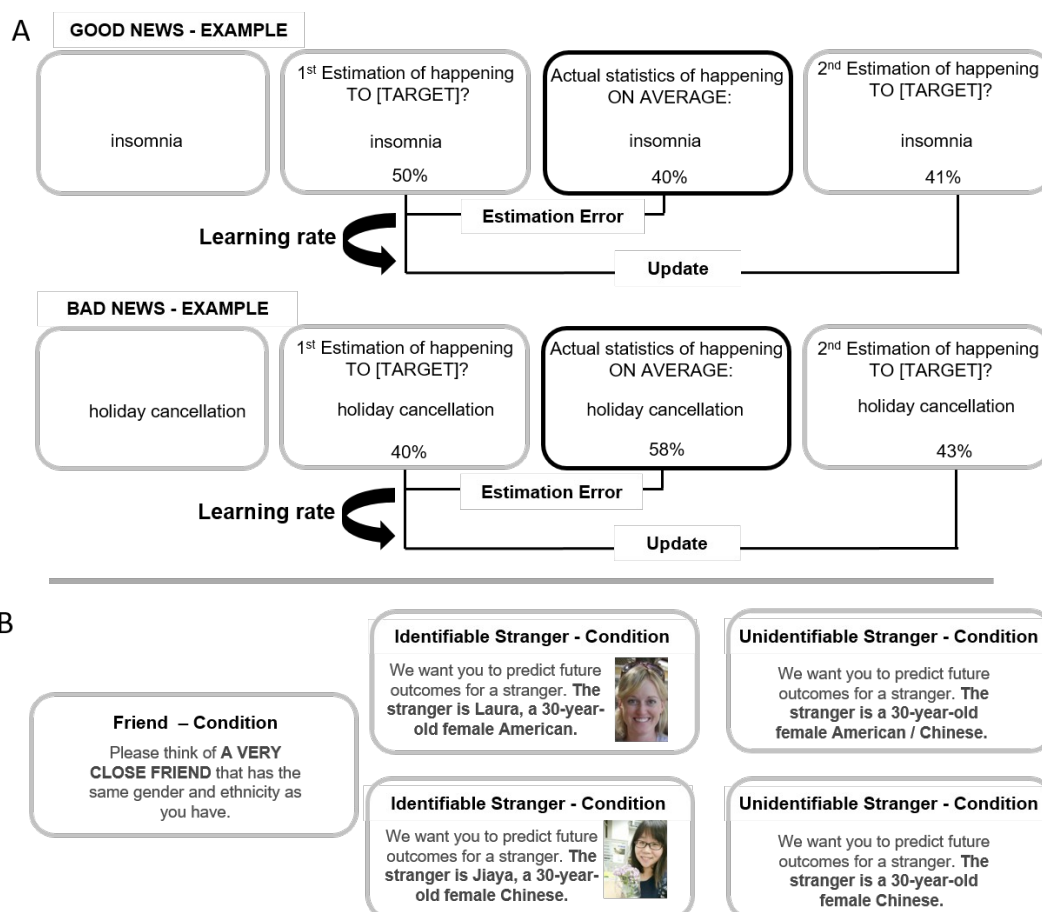 A
GOOD NEWS - EXAMPLE
insomnia
1st Estimation of happening
TO [TARGET]?
insomnia
50%
Actual statistics of happening
ON AVERAGE:
insomnia
40%
2nd Estimation of happening
TO [TARGET]?
insomnia
41%
Estimation Error
Learning rate
Update
BAD NEWS - EXAMPLE
holiday cancellation
1st Estimation of happening
TO [TARGET]?
holiday cancellation
40%
Actual statistics of happening
ON AVERAGE:
holiday cancellation
58%
2nd Estimation of happening
TO [TARGET]?
holiday cancellation
43%
Estimation Error
Learning rate
Update
B
Friend – Condition
Please think of A VERY
CLOSE FRIEND that has the
same gender and ethnicity as
you have.
Identifiable Stranger - Condition
We want you to predict future
outcomes for a stranger. The
stranger is Laura, a 30-year-
old female American.
Unidentifiable Stranger - Condition
We want you to predict future
outcomes for a stranger. The
stranger is a 30-year-old
female American / Chinese.
Identifiable Stranger - Condition
We want you to predict future
outcomes for a stranger. The
stranger is Jiaya, a 30-year-
old female Chinese.
Unidentifiable Stranger - Condition
We want you to predict future
outcomes for a stranger. The
stranger is a 30-year-old
female Chinese.